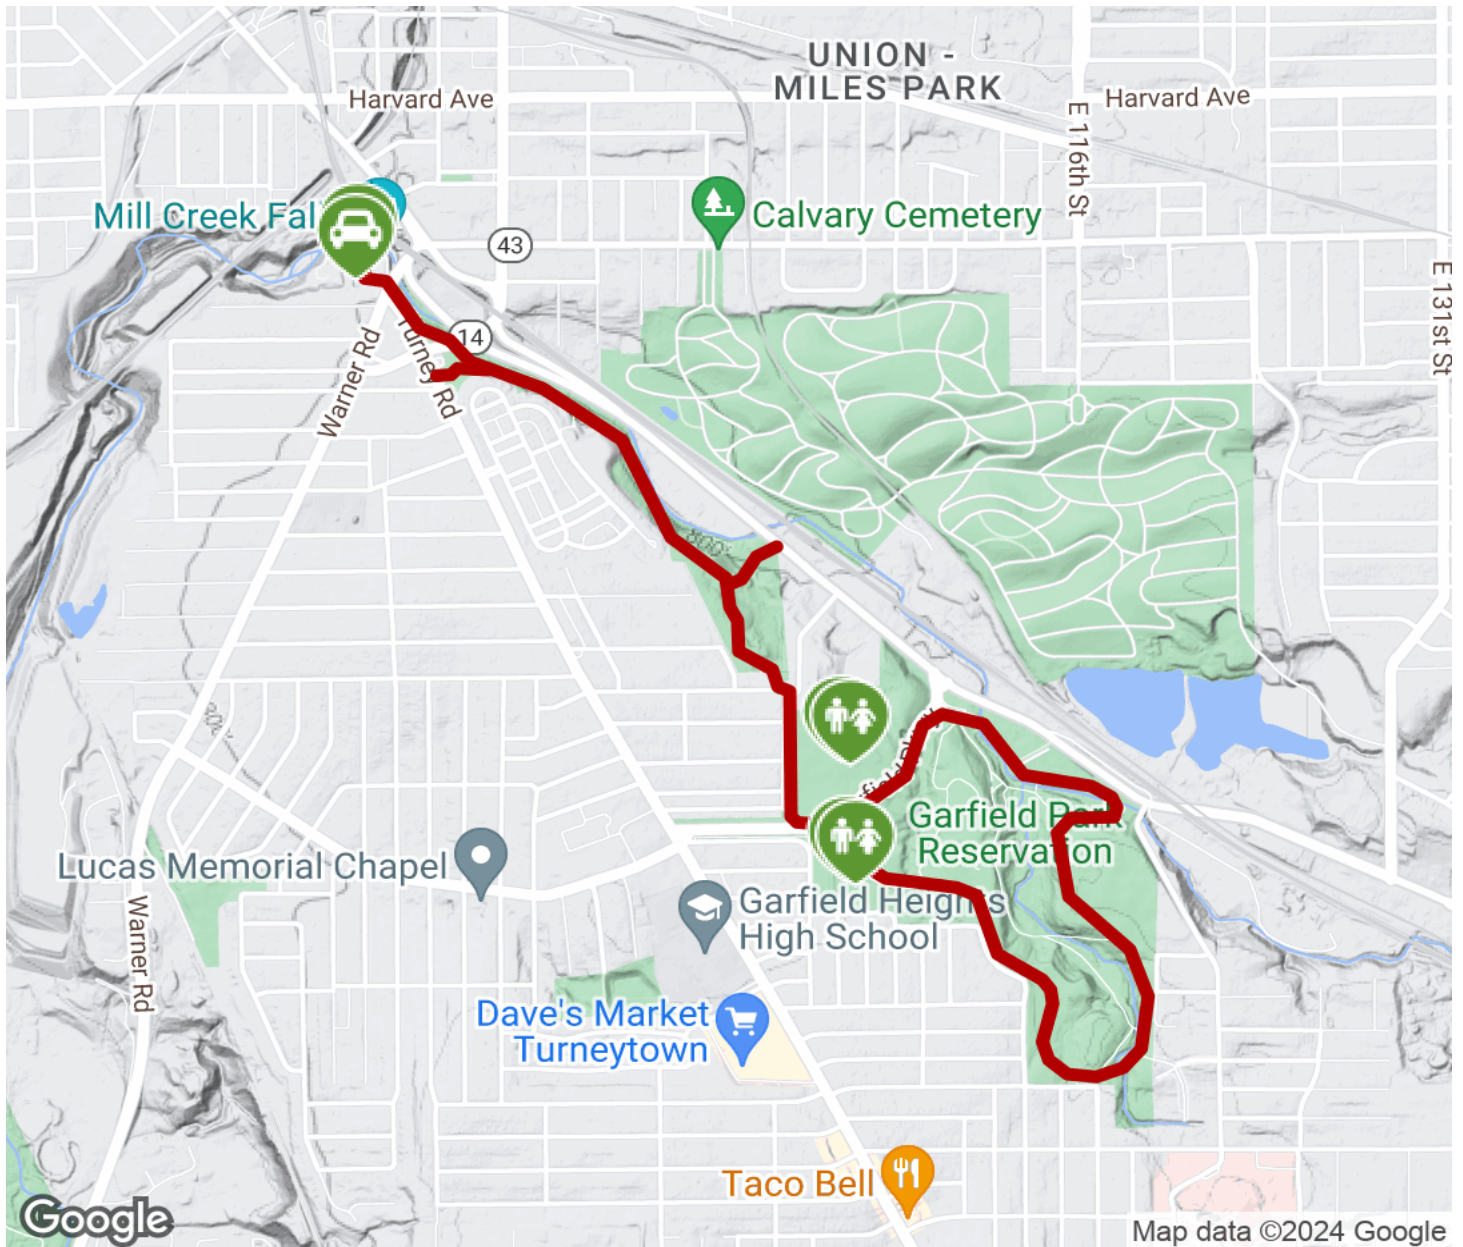 UNION -
MILES PARK
Harvard Ave
Harvard Ave
E 116th St
Mill Creek Fal
Calvary Cemetery
43
E 131st St
14
Turney Rd
Warner Rd
800
800
Garfield Park
Reservation
Lucas Memorial Chapel
Garfield Heights
High School
Warner Rd
Dave's Market
Turneytown
Taco Bell
Google
Map data ©2024 Google